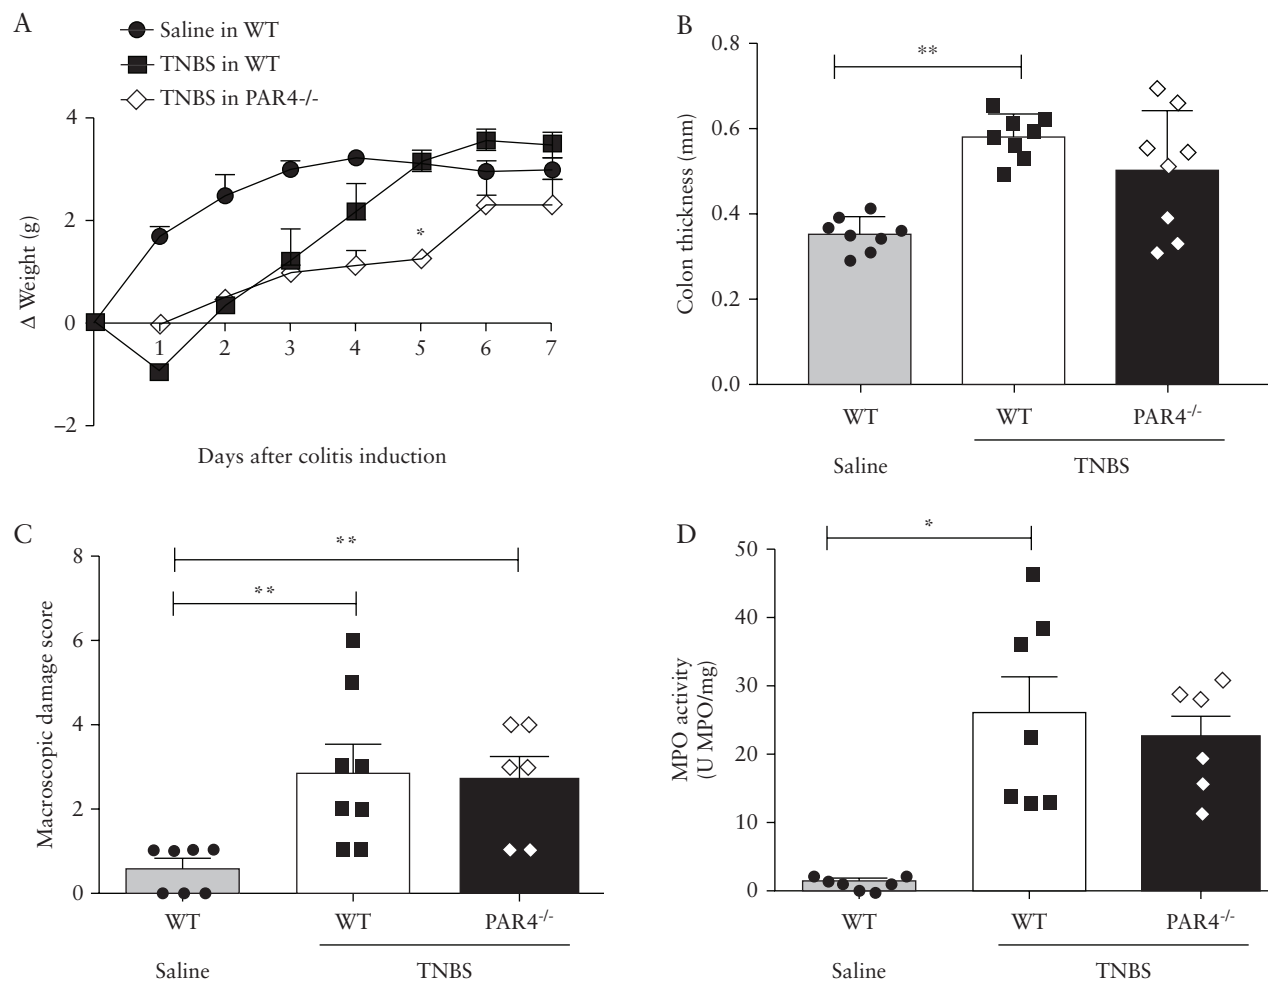 A
Saline in WT
TNBS in WT
TNBS in PAR4-/-
4
2
0
–2
Δ Weight (g)
*
1 2 3 4 5 6 7
Days after colitis induction
B
0.8
0.6
0.4
0.2
0.0
Colon thickness (mm)
**
WT WT PAR4-/-
Saline TNBS
C
8
6
4
2
0
Macroscopic damage score
**
**
WT WT PAR4-/-
Saline TNBS
D
50
40
30
20
10
0
MPO activity
(U MPO/mg)
*
WT WT PAR4-/-
Saline TNBS